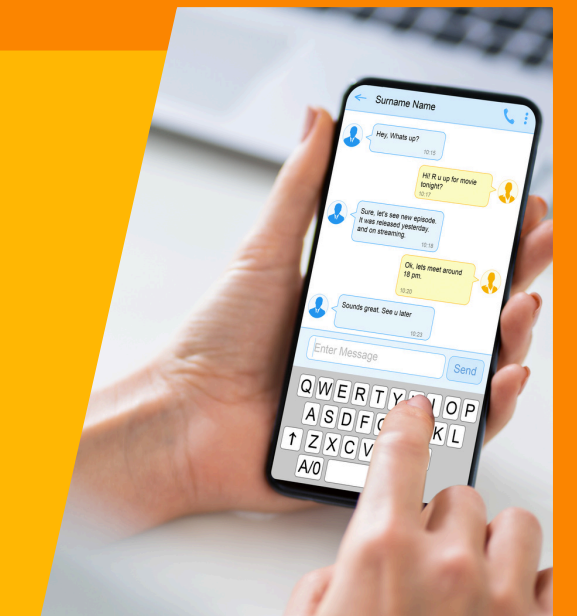 Surname Name
Hey, Whats up?
10:15
Hi! R u up for movie
tonight?
10:17
Sure, let's see new episode.
It was released yesterday.
and on streaming.
10:19
Ok, lets meet around
18 pm.
10:20
Sounds great. See u later
10:23
Enter Message
Send
Q W E R T Y O P
A S D F K L
↑ Z X C V
A/0